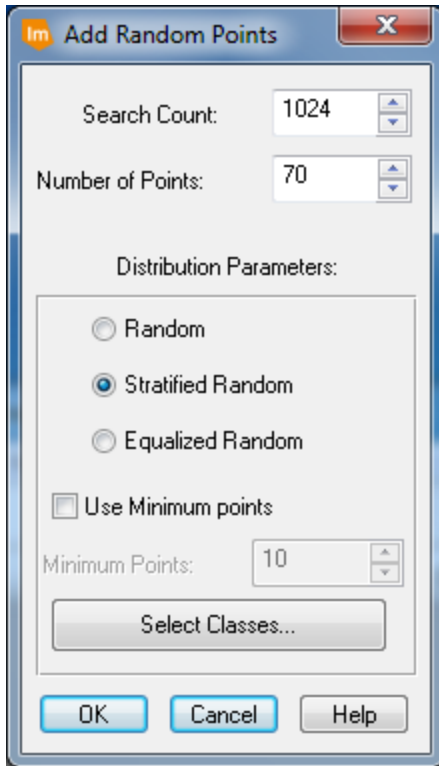 Im Add Random Points
Search Count: 1024
Number of Points: 70
Distribution Parameters:
Random
Stratified Random
Equalized Random
Use Minimum points
Minimum Points: 10
Select Classes...
OK Cancel Help